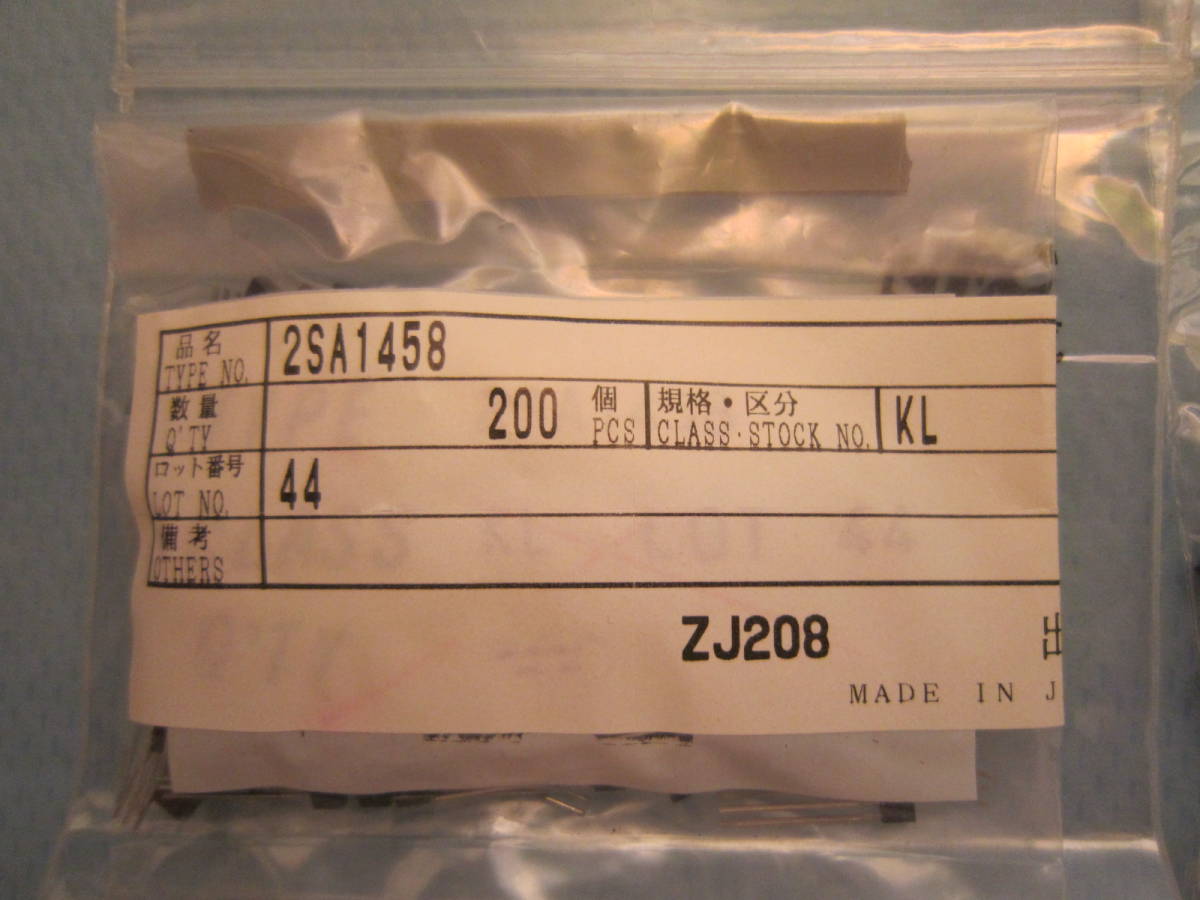 品名 2SA1458
TYPE NO.
数量 200 個 規格・区分 KL
Q'TY PCS CLASS・STOCK NO.
ロット番号 44
LOT NO.
備考
OTHERS
ZJ208 出
MADE IN J